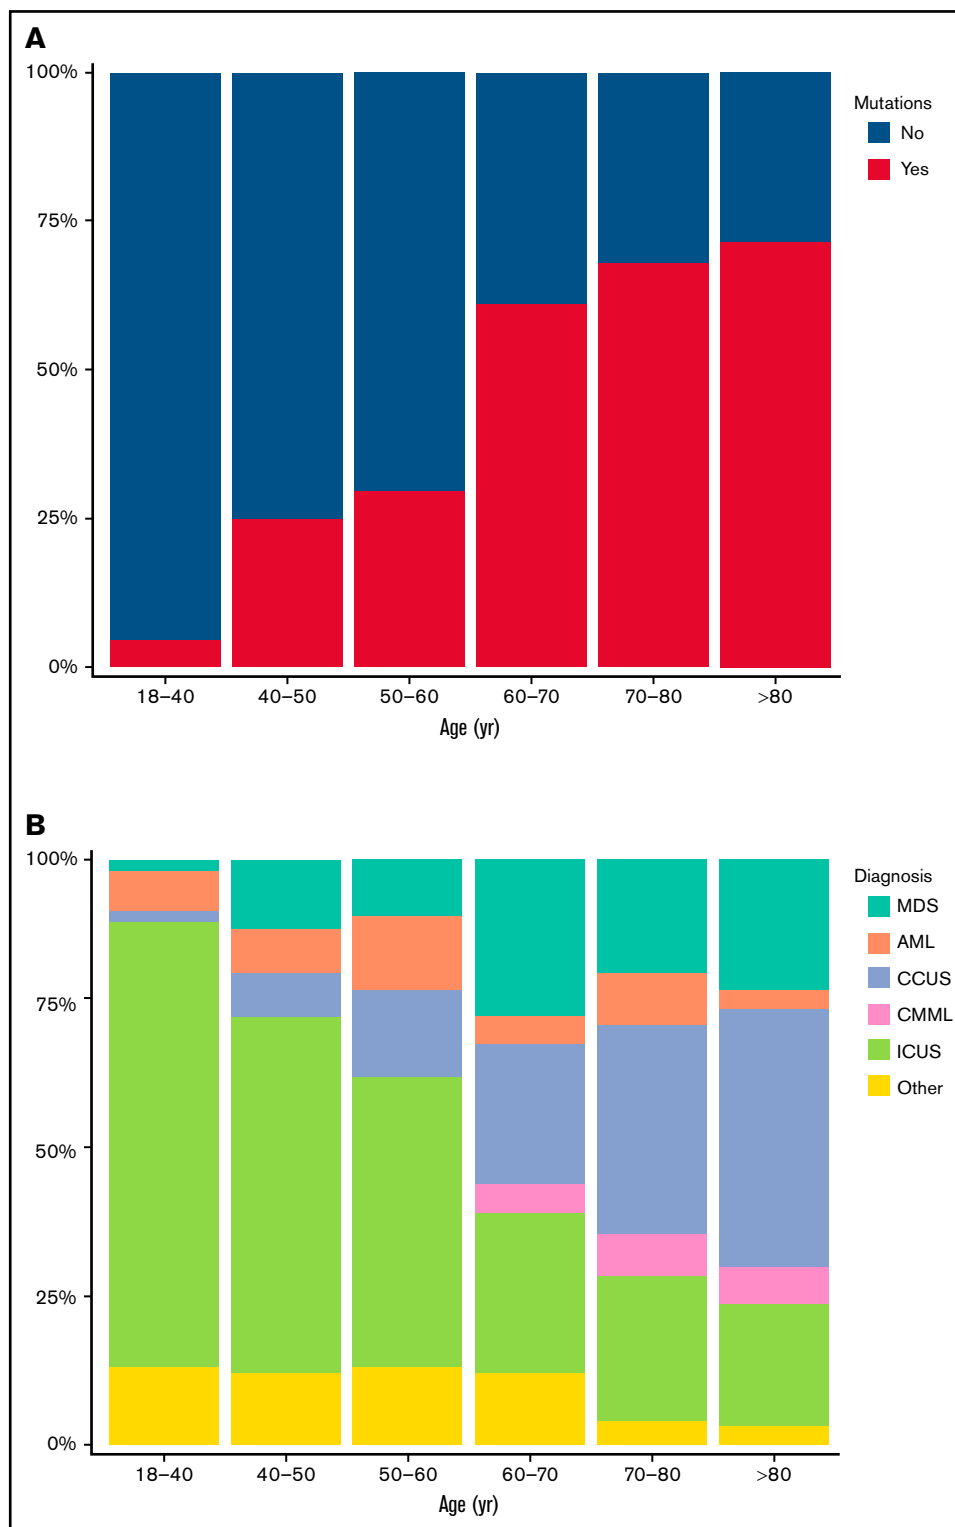 A
100%
75%
50%
25%
0%
18–40 40–50 50–60 60–70 70–80 >80
Age (yr)
Mutations
No
Yes
B
100%
75%
50%
25%
0%
18–40 40–50 50–60 60–70 70–80 >80
Age (yr)
Diagnosis
MDS
AML
CCUS
CMML
ICUS
Other